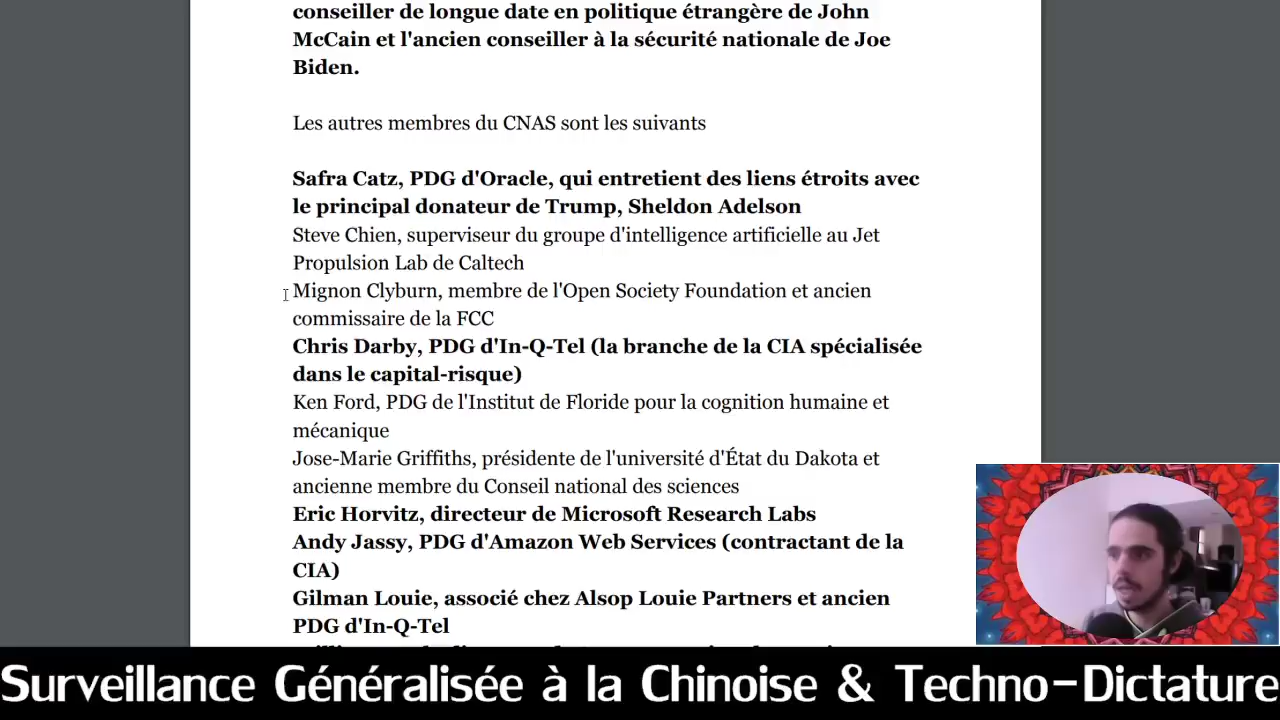 conseiller de longue date en politique étrangère de John
McCain et l'ancien conseiller à la sécurité nationale de Joe
Biden.
Les autres membres du CNAS sont les suivants
Safra Catz, PDG d'Oracle, qui entretient des liens étroits avec
le principal donateur de Trump, Sheldon Adelson
Steve Chien, superviseur du groupe d'intelligence artificielle au Jet
Propulsion Lab de Caltech
Mignon Clyburn, membre de l'Open Society Foundation et ancien
commissaire de la FCC
Chris Darby, PDG d'In-Q-Tel (la branche de la CIA spécialisée
dans le capital-risque)
Ken Ford, PDG de l'Institut de Floride pour la cognition humaine et
mécanique
Jose-Marie Griffiths, présidente de l'université d'État du Dakota et
ancienne membre du Conseil national des sciences
Eric Horvitz, directeur de Microsoft Research Labs
Andy Jassy, PDG d'Amazon Web Services (contractant de la
CIA)
Gilman Louie, associé chez Alsop Louie Partners et ancien
PDG d'In-Q-Tel
Surveillance Généralisée à la Chinoise & Techno-Dictature